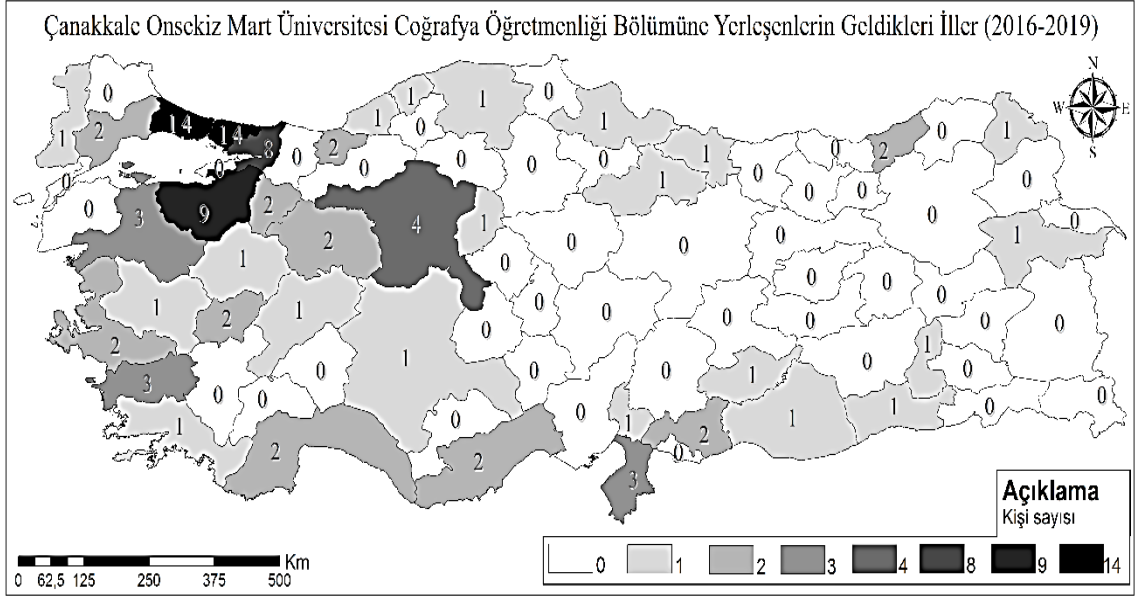 Çanakkale Onsekiz Mart Üniversitesi Coğrafya Öğretmenliği Bölümüne Yerleşenlerin Geldikleri İller (2016-2019)
N
W E
S
0 1 1 1 0
1 2 14 14 1 0 1 0 1
8 0 2 0 0 0 1 0 2
0 0 1 0 0 0 0
0 3 9 2 4 1 0
2 0 0 0 0 1
1 0 0 0 0
1 2 1 0 0 0 0 0 0 0
2 1 0 1 0
3 0 0 0 1
0 0 0 1 0 0
1 0 1 1
2 2 0 2
3
Açıklama
Kişi sayısı
0 1 2 3 4 8 9 14
Km
0 62,5 125 250 375 500